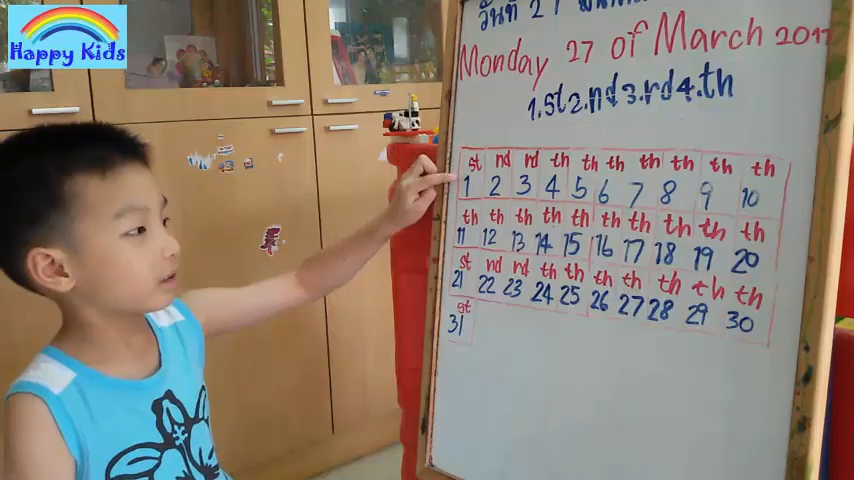 Happy Kids
วันที่ 27
Monday 27 of March 2017
1.st 2.nd 3.rd 4.th
st nd rd th th th th th th th
1 2 3 4 5 6 7 8 9 10
th th th th th th th th th th
11 12 13 14 15 16 17 18 19 20
st nd rd th th th th th th th
21 22 23 24 25 26 27 28 29 30
st
31